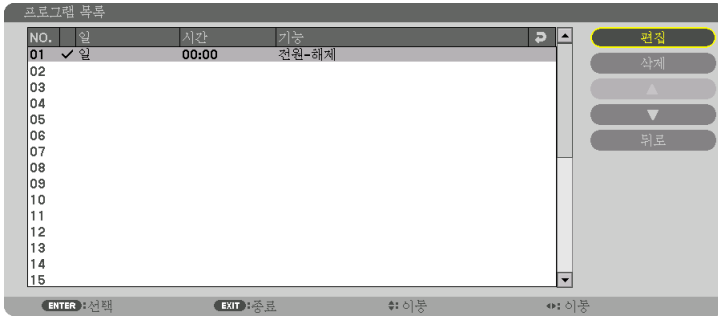 프로그램 목록
NO. 일 시간 기능
01 일 00:00 전원-해제
02
03
04
05
06
07
08
09
10
11
12
13
14
15
편집
삭제
뒤로
ENTER :선택 EXIT :종료 :이동 :이동